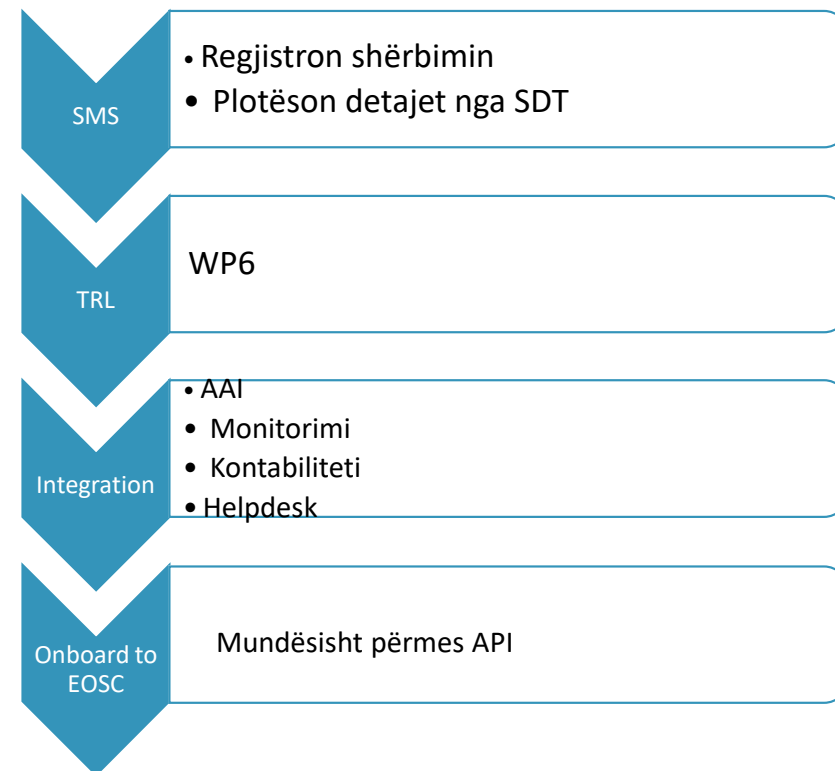 SMS
• Regjistron shërbimin
• Plotëson detajet nga SDT
TRL
WP6
Integration
• AAI
• Monitorimi
• Kontabiliteti
• Helpdesk
Onboard to
EOSC
Mundësisht përmes API